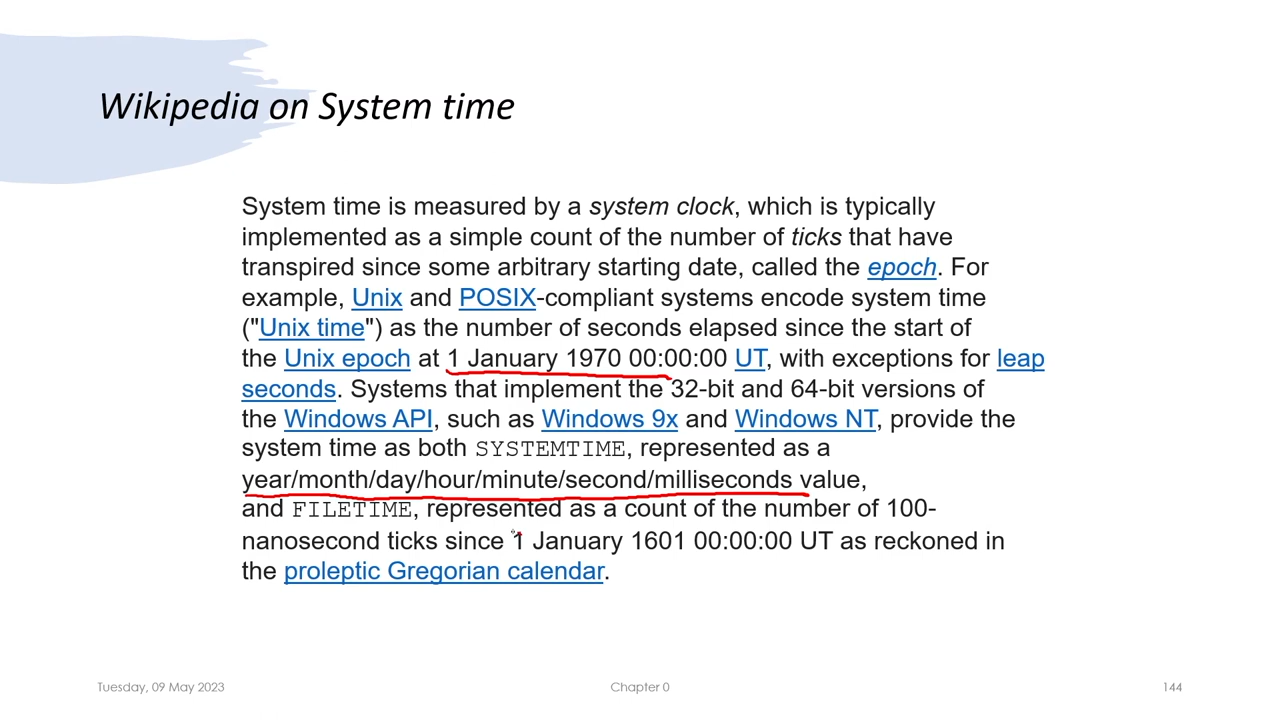 Wikipedia on System time
System time is measured by a system clock, which is typically
implemented as a simple count of the number of ticks that have
transpired since some arbitrary starting date, called the epoch. For
example, Unix and POSIX-compliant systems encode system time
("Unix time") as the number of seconds elapsed since the start of
the Unix epoch at 1 January 1970 00:00:00 UT, with exceptions for leap
seconds. Systems that implement the 32-bit and 64-bit versions of
the Windows API, such as Windows 9x and Windows NT, provide the
system time as both SYSTEMTIME, represented as a
year/month/day/hour/minute/second/milliseconds value,
and FILETIME, represented as a count of the number of 100-
nanosecond ticks since 1 January 1601 00:00:00 UT as reckoned in
the proleptic Gregorian calendar.
Tuesday, 09 May 2023
Chapter 0
144